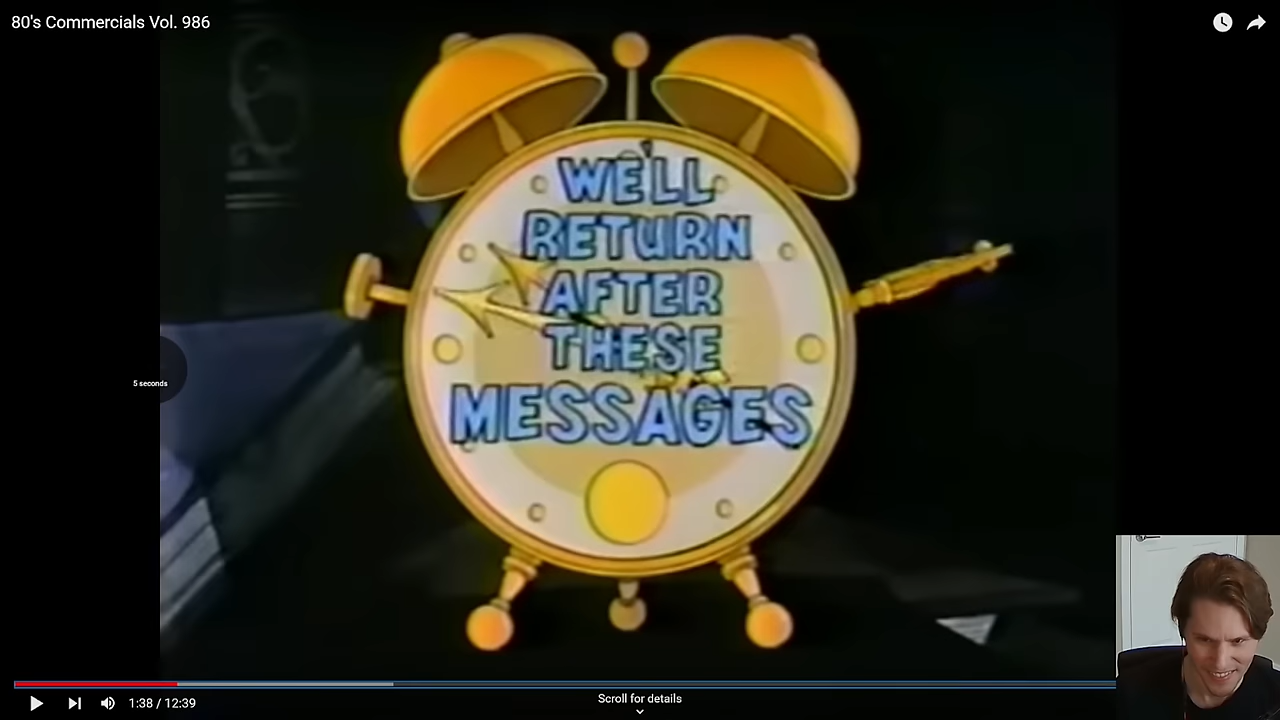 80's Commercials Vol. 986
WE'LL
RETURN
AFTER
THESE
MESSAGES
5 seconds
1:38 / 12:39
Scroll for details